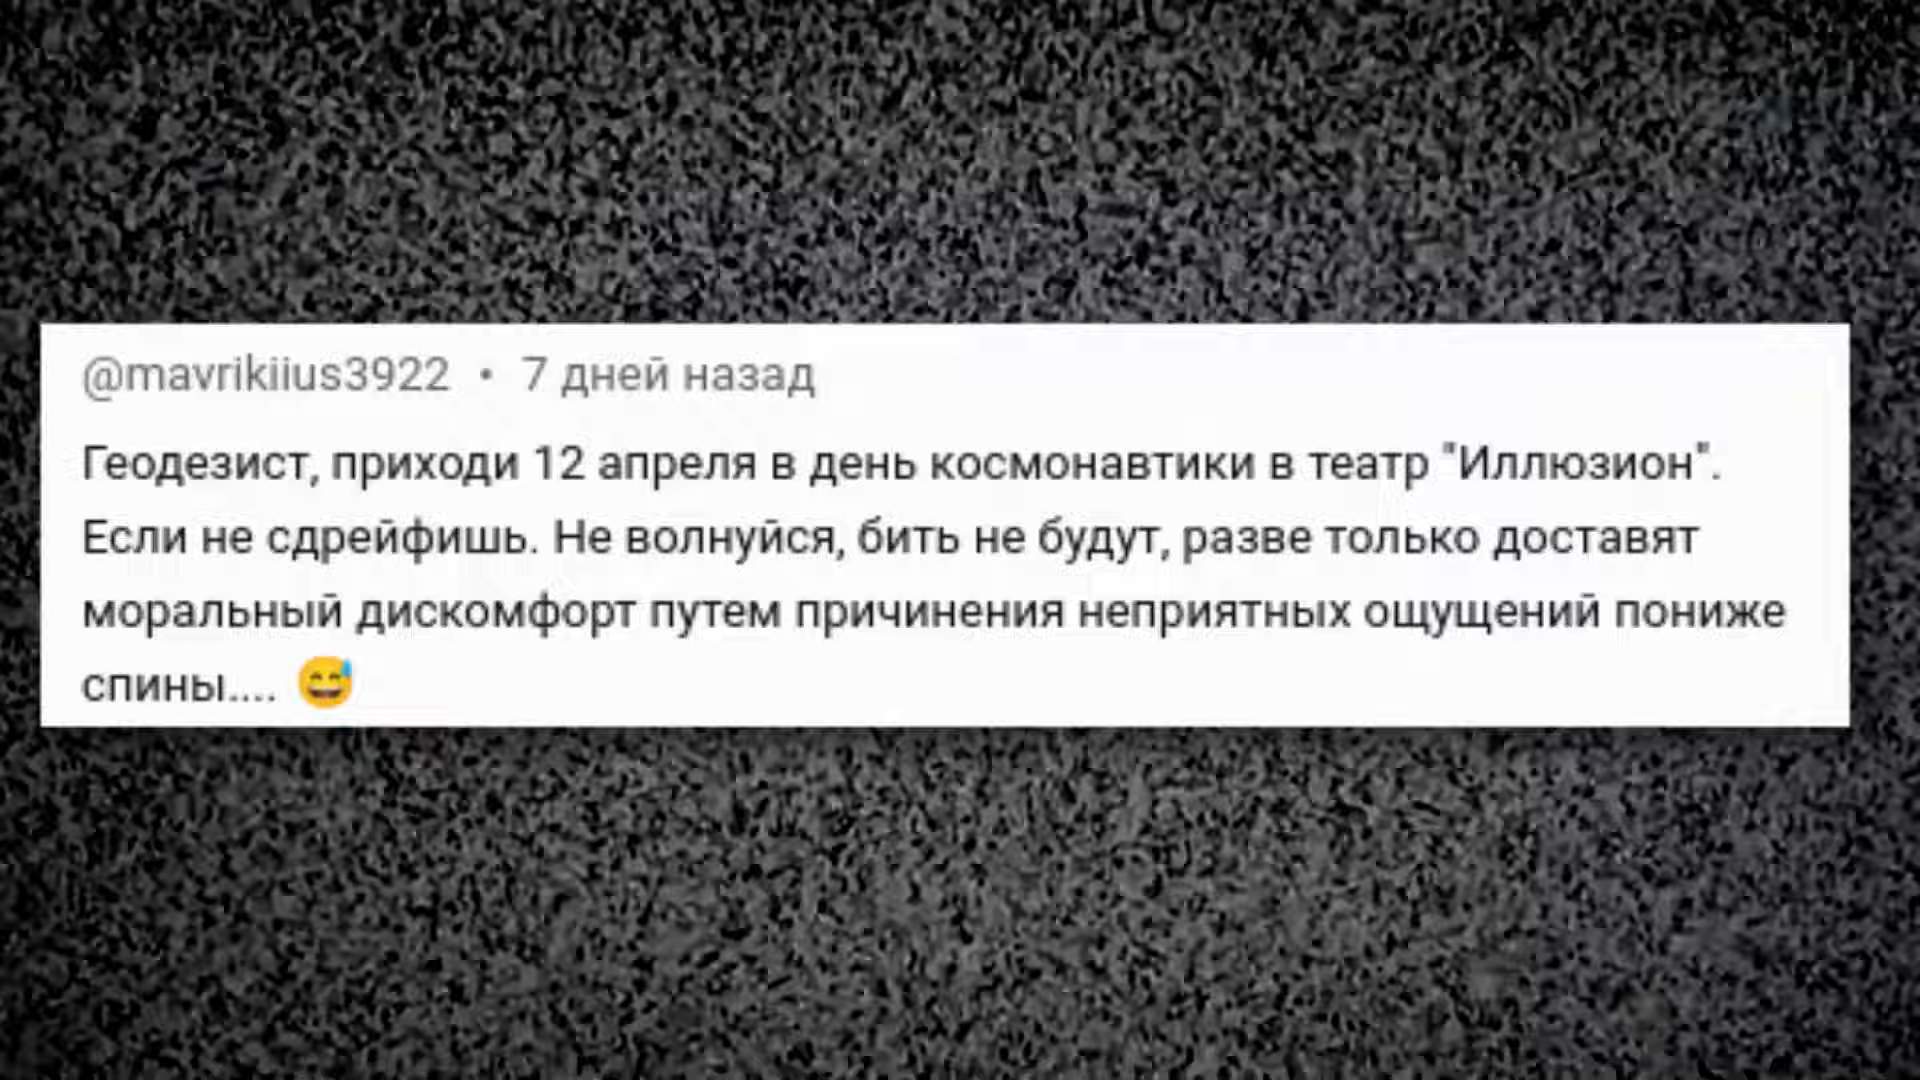 @mavrikiius3922 • 7 дней назад
Геодезист, приходи 12 апреля в день космонавтики в театр "Иллюзион".
Если не сдрейфишь. Не волнуйся, бить не будут, разве только доставят
моральный дискомфорт путем причинения неприятных ощущений пониже
спины.... 😅